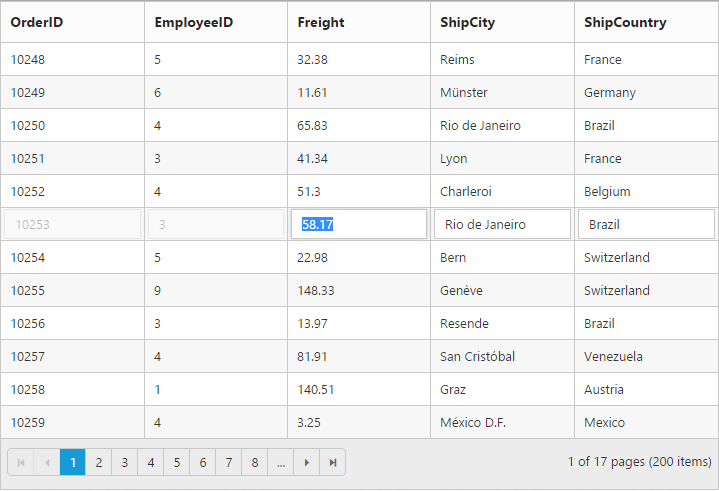 OrderID EmployeeID Freight ShipCity ShipCountry
10248 5 32.38 Reims France
10249 6 11.61 Münster Germany
10250 4 65.83 Rio de Janeiro Brazil
10251 3 41.34 Lyon France
10252 4 51.3 Charleroi Belgium
10253 3 58.17 Rio de Janeiro Brazil
10254 5 22.98 Bern Switzerland
10255 9 148.33 Genève Switzerland
10256 3 13.97 Resende Brazil
10257 4 81.91 San Cristóbal Venezuela
10258 1 140.51 Graz Austria
10259 4 3.25 México D.F. Mexico
1 2 3 4 5 6 7 8 ... 1 of 17 pages (200 items)